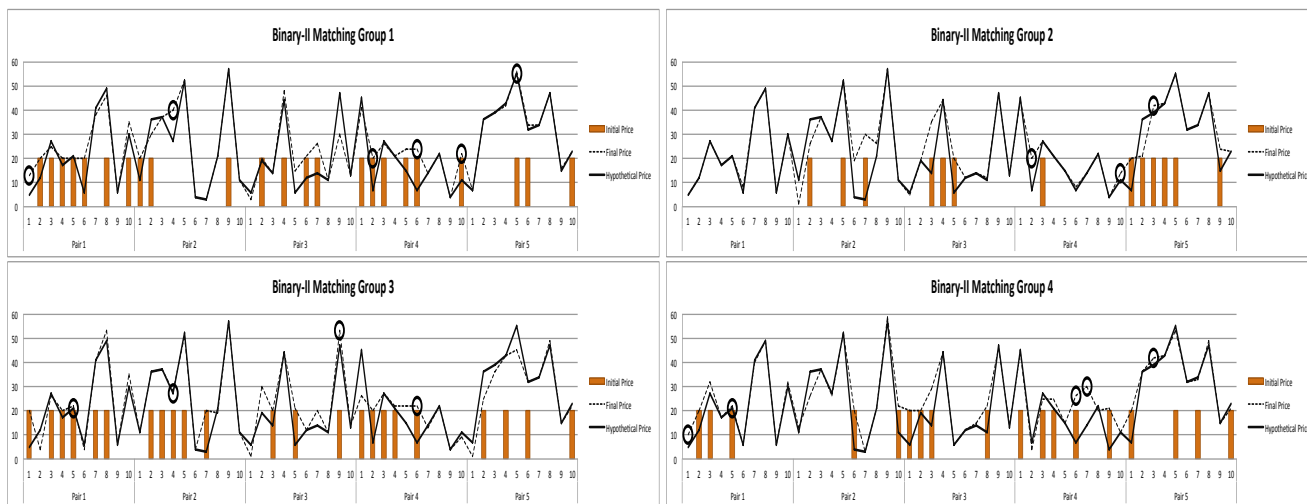 Binary-II Matching Group 1
60
50
40
30
20
10
0
1 2 3 4 5 6 7 8 9 10 1 2 3 4 5 6 7 8 9 10 1 2 3 4 5 6 7 8 9 10 1 2 3 4 5 6 7 8 9 10 1 2 3 4 5 6 7 8 9 10
Pair 1 Pair 2 Pair 3 Pair 4 Pair 5
Initial Price
Final Price
Hypothetical Price
Binary-II Matching Group 2
60
50
40
30
20
10
0
1 2 3 4 5 6 7 8 9 10 1 2 3 4 5 6 7 8 9 10 1 2 3 4 5 6 7 8 9 10 1 2 3 4 5 6 7 8 9 10 1 2 3 4 5 6 7 8 9 10
Pair 1 Pair 2 Pair 3 Pair 4 Pair 5
Initial Price
Final Price
Hypothetical Price
Binary-II Matching Group 3
60
50
40
30
20
10
0
1 2 3 4 5 6 7 8 9 10 1 2 3 4 5 6 7 8 9 10 1 2 3 4 5 6 7 8 9 10 1 2 3 4 5 6 7 8 9 10 1 2 3 4 5 6 7 8 9 10
Pair 1 Pair 2 Pair 3 Pair 4 Pair 5
Initial Price
Final Price
Hypothetical Price
Binary-II Matching Group 4
60
50
40
30
20
10
0
1 2 3 4 5 6 7 8 9 10 1 2 3 4 5 6 7 8 9 10 1 2 3 4 5 6 7 8 9 10 1 2 3 4 5 6 7 8 9 10 1 2 3 4 5 6 7 8 9 10
Pair 1 Pair 2 Pair 3 Pair 4 Pair 5
Initial Price
Final Price
Hypothetical Price